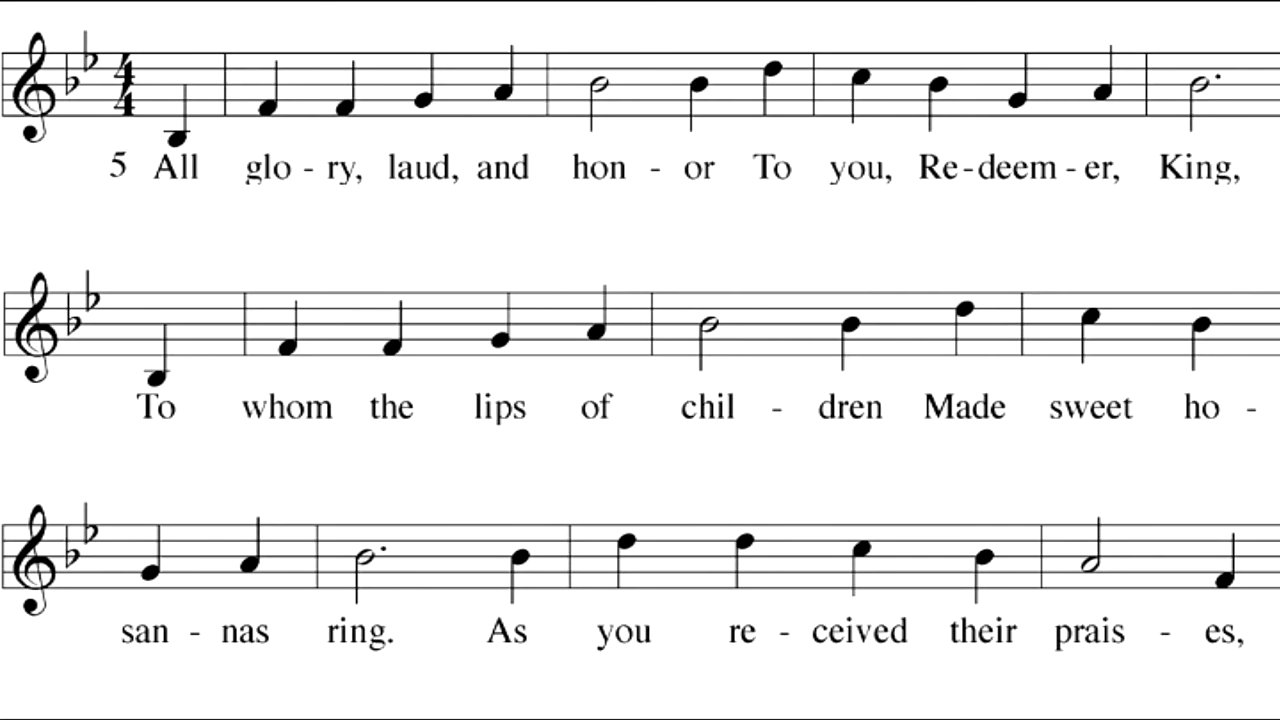 5 All glo - ry, laud, and hon - or To you, Re - deem - er, King,
To whom the lips of chil - dren Made sweet ho -
san - nas ring. As you re - ceived their prais - es,